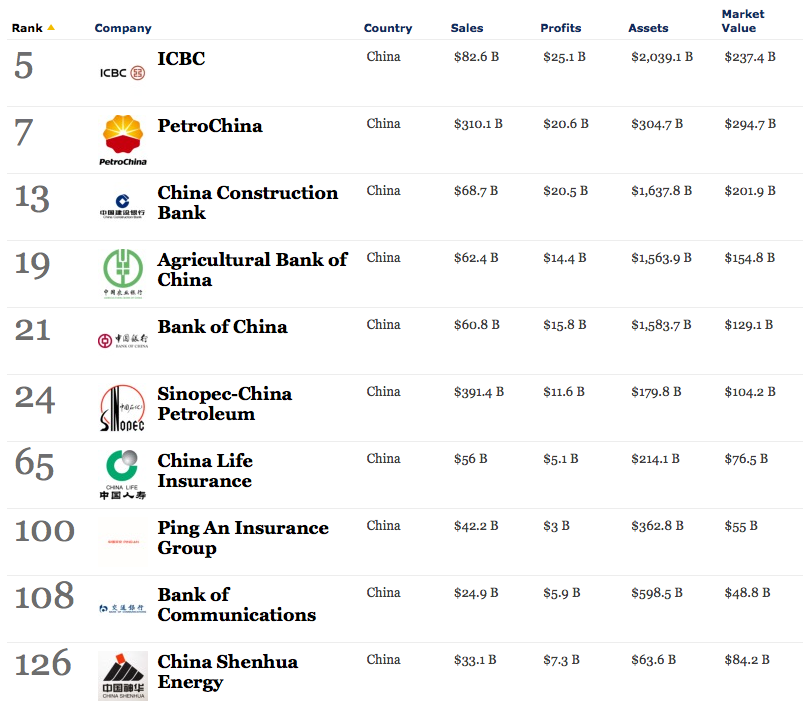 Rank Company Country Sales Profits Assets Market Value
5 ICBC ICBC China $82.6 B $25.1 B $2,039.1 B $237.4 B
7 PetroChina PetroChina China $310.1 B $20.6 B $304.7 B $294.7 B
13 中国建设银行 China Construction Bank China Construction Bank China $68.7 B $20.5 B $1,637.8 B $201.9 B
19 中国农业银行 Agricultural Bank of China China $62.4 B $14.4 B $1,563.9 B $154.8 B
21 中国银行 BANK OF CHINA Bank of China China $60.8 B $15.8 B $1,583.7 B $129.1 B
24 中国石化 SINOPEC Sinopec-China Petroleum China $391.4 B $11.6 B $179.8 B $104.2 B
65 CHINA LIFE 中国人寿 China Life Insurance China $56 B $5.1 B $214.1 B $76.5 B
100 Ping An Insurance Group China $42.2 B $3 B $362.8 B $55 B
108 交通银行 BANK OF COMMUNICATIONS Bank of Communications China $24.9 B $5.9 B $598.5 B $48.8 B
126 中国神华 CHINA SHENHUA China Shenhua Energy China $33.1 B $7.3 B $63.6 B $84.2 B